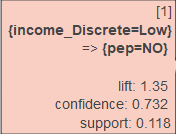 [1]
{income_Discrete=Low}
=> {pep=NO}
lift: 1.35
confidence: 0.732
support: 0.118